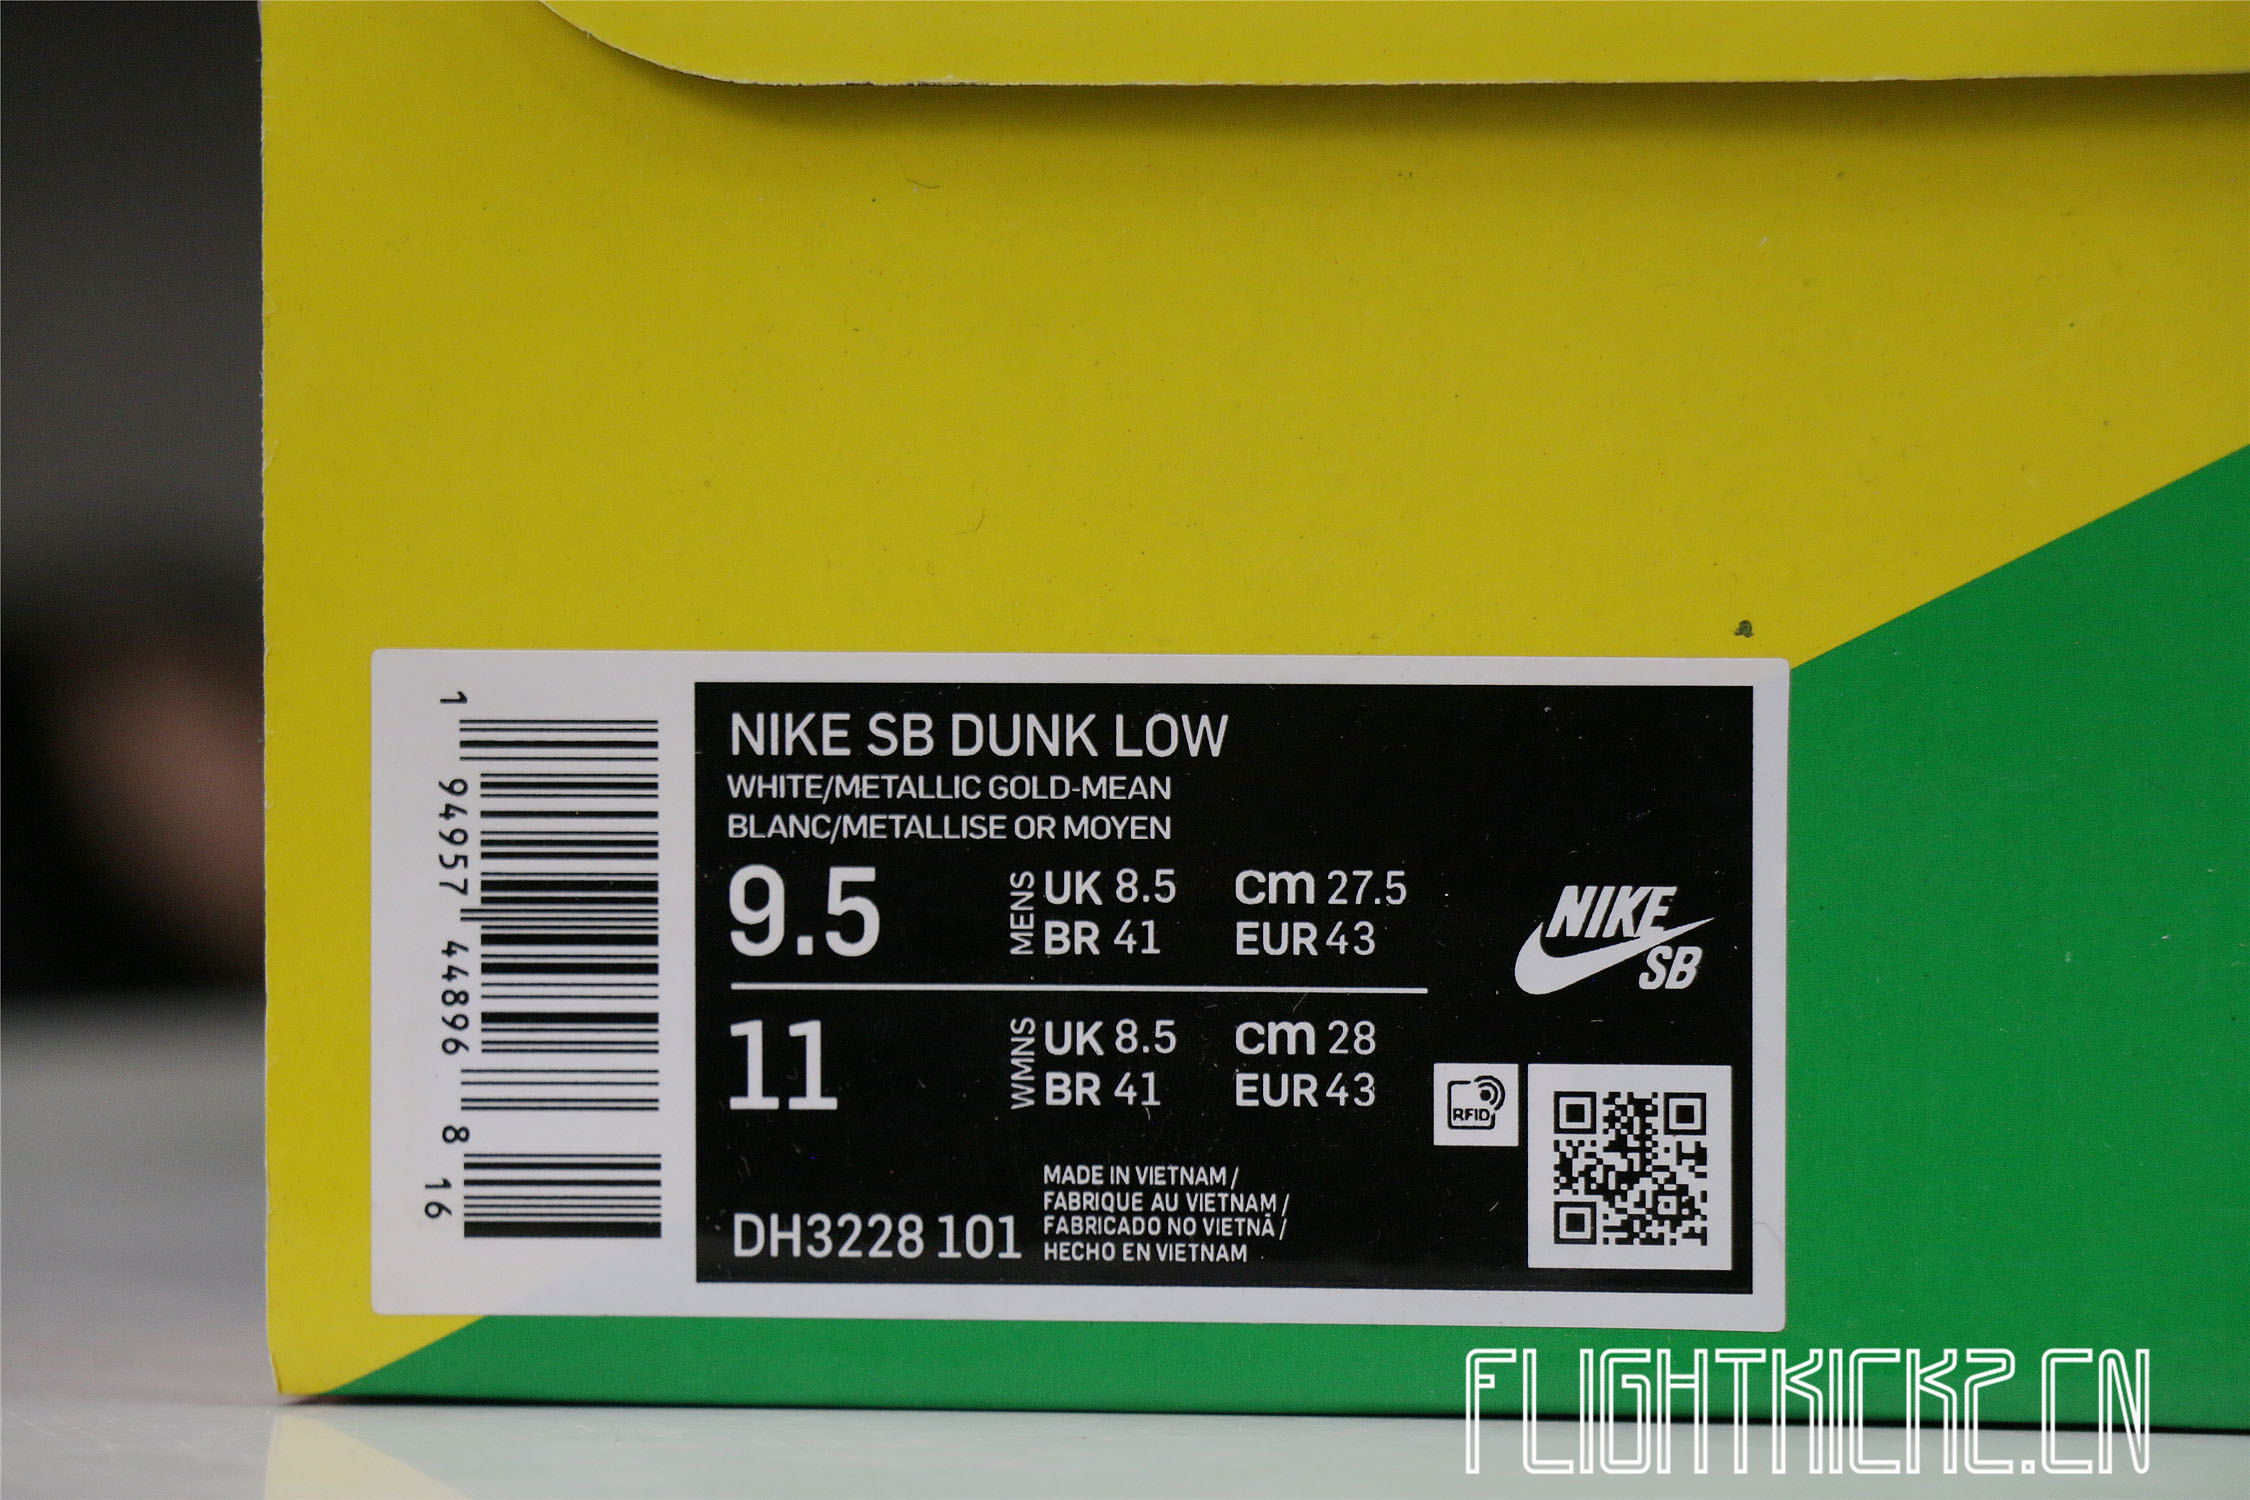 1 94957 44896 8 16
NIKE SB DUNK LOW
WHITE/METALLIC GOLD-MEAN
BLANC/METALLISE OR MOYEN
9.5 MENS UK 8.5 cm 27.5
BR 41 EUR 43
NIKE
SB
11 WMNS UK 8.5 cm 28
BR 41 EUR 43
RFID
MADE IN VIETNAM /
FABRIQUE AU VIETNAM /
FABRICADO NO VIETNÃ /
HECHO EN VIETNAM
DH3228 101
FLIGHTKICKZ.CN